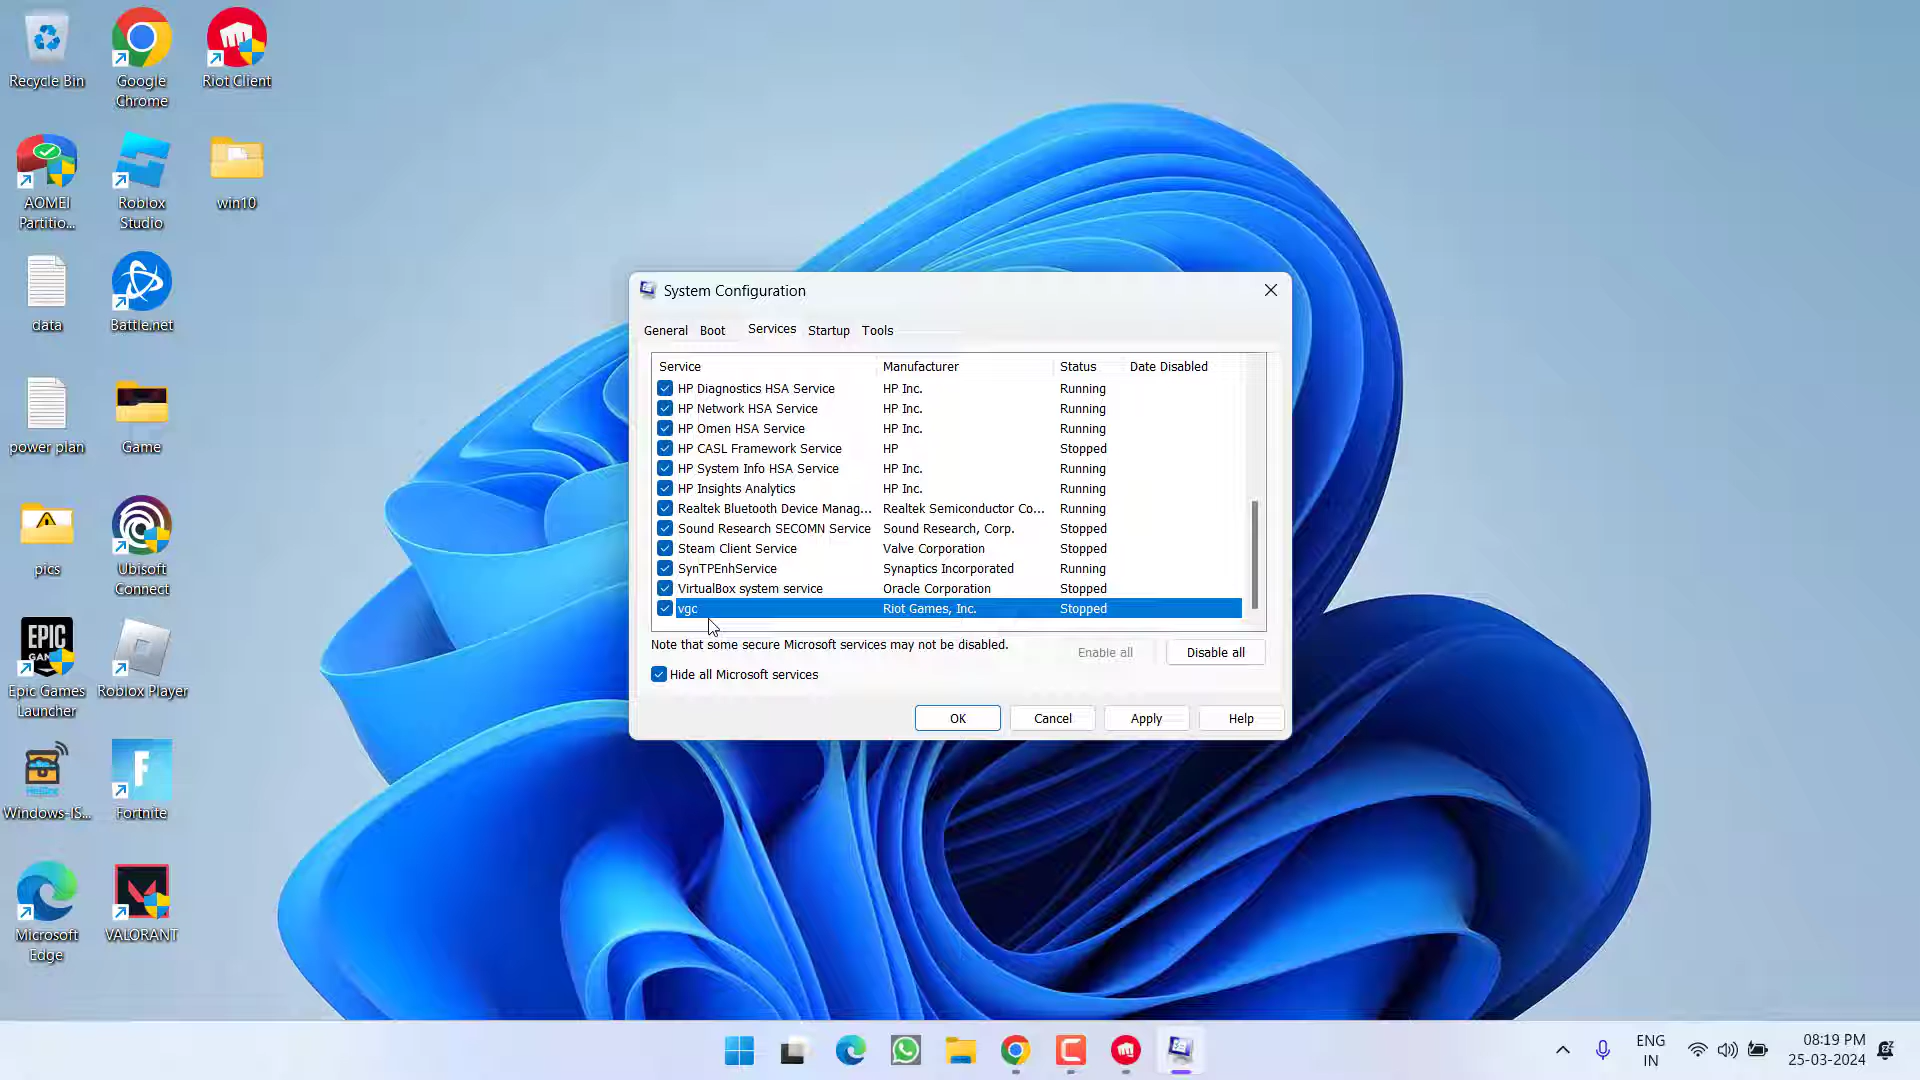 Recycle Bin
Google
Chrome
Riot Client
AOMEI
Partitio...
Roblox
Studio
win10
data
Battle.net
power plan
Game
pics
Ubisoft
Connect
EPIC
GAMES
Epic Games
Launcher
Roblox Player
Windows-IS...
Fortnite
Microsoft
Edge
VALORANT
System Configuration
General Boot Services Startup Tools
Service Manufacturer Status Date Disabled
HP Diagnostics HSA Service HP Inc. Running
HP Network HSA Service HP Inc. Running
HP Omen HSA Service HP Inc. Running
HP CASL Framework Service HP Stopped
HP System Info HSA Service HP Inc. Running
HP Insights Analytics HP Inc. Running
Realtek Bluetooth Device Manag... Realtek Semiconductor Co... Running
Sound Research SECOMN Service Sound Research, Corp. Stopped
Steam Client Service Valve Corporation Stopped
SynTPEnhService Synaptics Incorporated Running
VirtualBox system service Oracle Corporation Stopped
vgc Riot Games, Inc. Stopped
Note that some secure Microsoft services may not be disabled.
Enable all Disable all
Hide all Microsoft services
OK Cancel Apply Help
ENG
IN
08:19 PM
25-03-2024